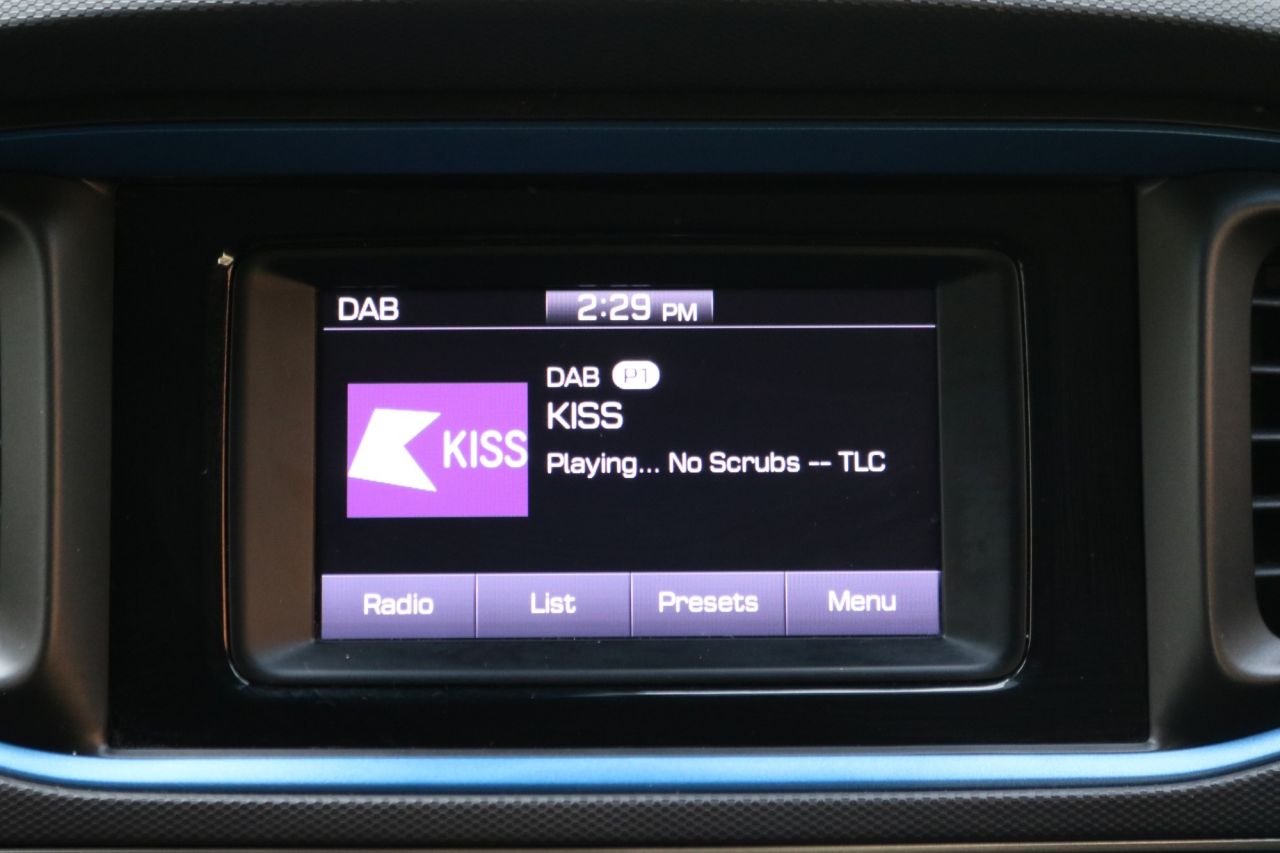 DAB 2:29 PM
DAB P1
KISS
KISS
Playing... No Scrubs -- TLC
Radio List Presets Menu